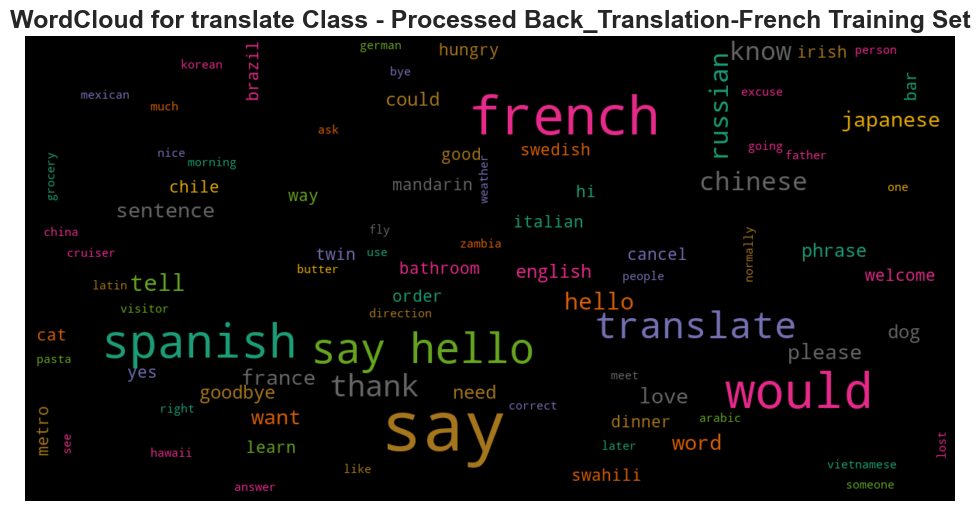 WordCloud for translate Class - Processed Back_Translation-French Training Set
german
hungry
know
irish
person
korean
brazil
bye
mexican
much
could
french
russian
excuse
bar
japanese
ask
nice
morning
good
swedish
going
father
grocery
chile
way
mandarin
weather
hi
chinese
one
sentence
italian
china
cruiser
fly
use
zambia
twin
butter
bathroom
english
cancel
people
normally
phrase
welcome
latin
tell
order
direction
hello
visitor
translate
cat
spanish
say hello
dog
please
pasta
yes
france
thank
need
meet
love
would
goodbye
correct
right
want
say
dinner
arabic
metro
see
learn
later
word
lost
hawaii
like
swahili
vietnamese
answer
someone